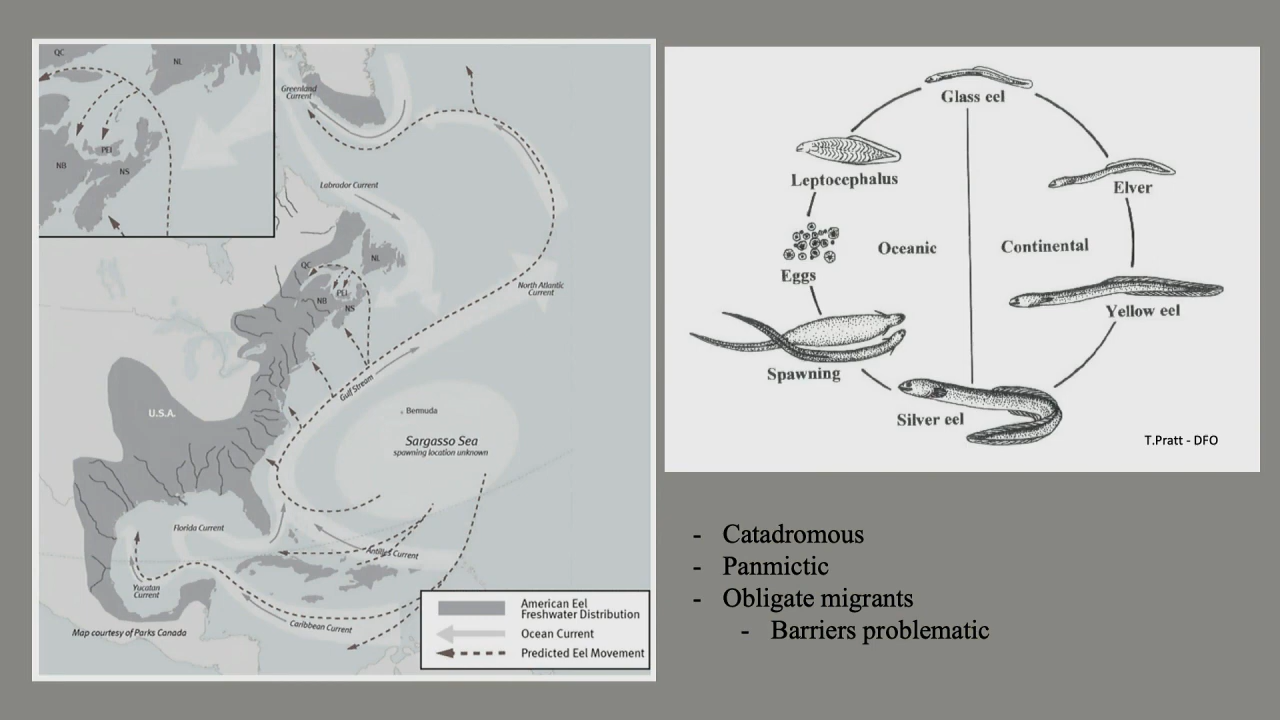 QC
NL
PEI
NB
NS
Greenland
Current
Labrador Current
QC
NL
PEI
NB
NS
North Atlantic
Current
Gulf Stream
U.S.A.
Bermuda
Sargasso Sea
spawning location unknown
Florida Current
Antilles Current
Yucatan
Current
Caribbean Current
Map courtesy of Parks Canada
American Eel
Freshwater Distribution
Ocean Current
Predicted Eel Movement
Glass eel
Leptocephalus
Elver
Oceanic
Continental
Eggs
Yellow eel
Spawning
Silver eel
T.Pratt - DFO
- Catadromous
- Panmictic
- Obligate migrants
- Barriers problematic